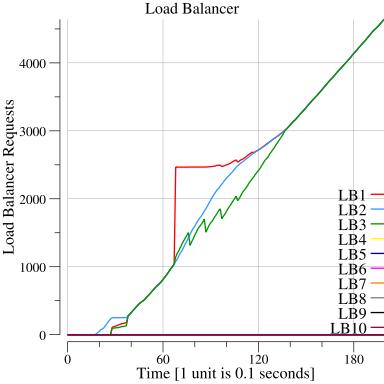 Load Balancer
Load Balancer Requests
4000
3000
2000
1000
0
LB1
LB2
LB3
LB4
LB5
LB6
LB7
LB8
LB9
LB10
0 60 120 180
Time [1 unit is 0.1 seconds]